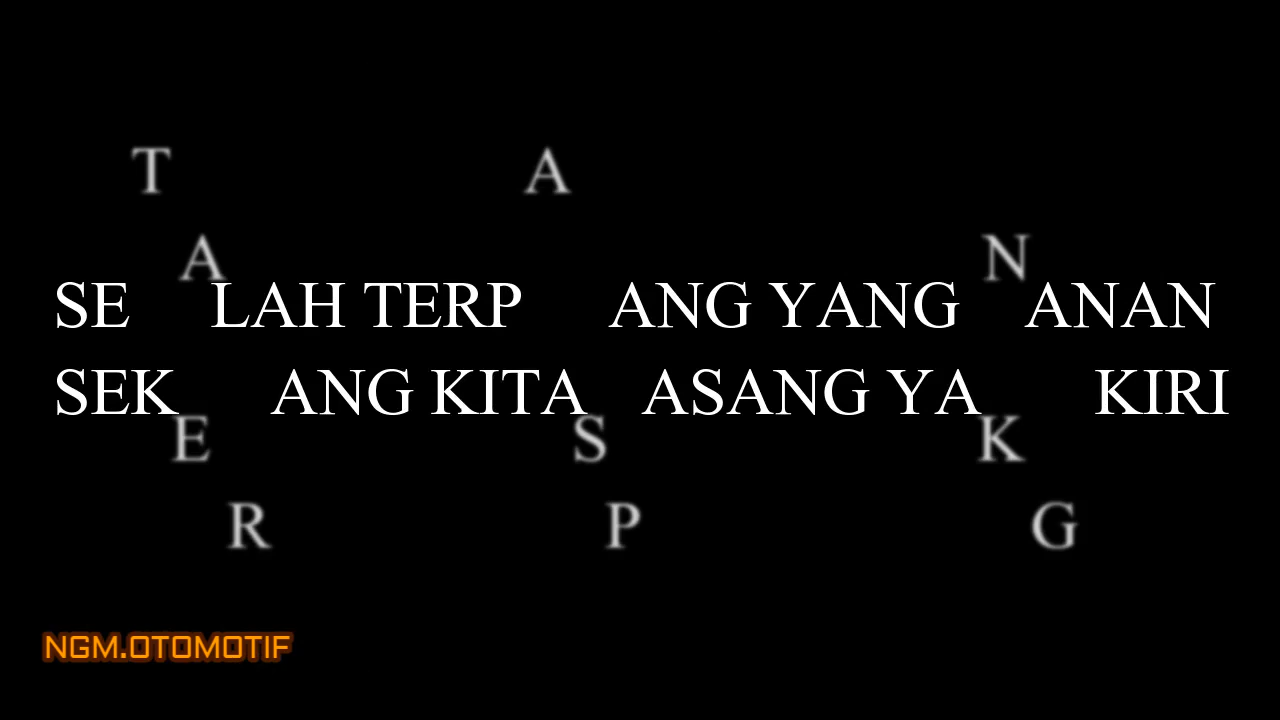 T A
A N
SE LAH TERP ANG YANG ANAN
SEK ANG KITA ASANG YA KIRI
E S K
R P G
NGM.OTOMOTIF